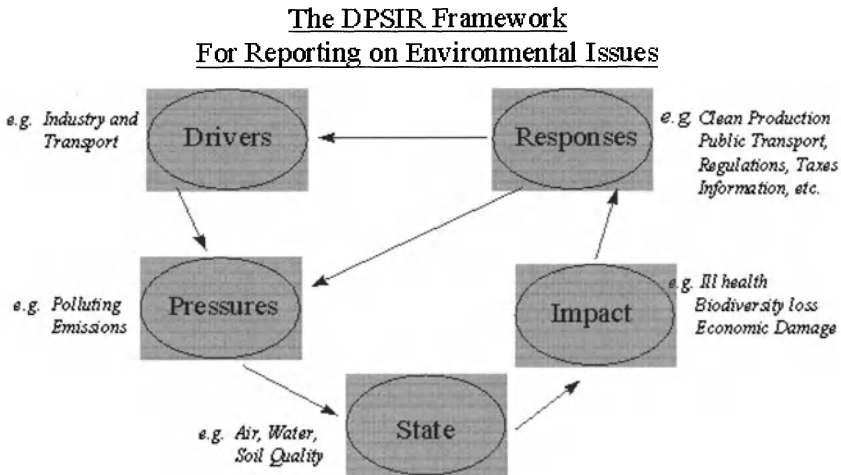 The DPSIR Framework
For Reporting on Environmental Issues
e.g. Industry and
Transport
Drivers
Responses
e.g. Clean Production
Public Transport,
Regulations, Taxes
Information, etc.
e.g. Polluting
Emissions
Pressures
Impact
e.g. Ill health
Biodiversity loss
Economic Damage
e.g. Air, Water,
Soil Quality
State